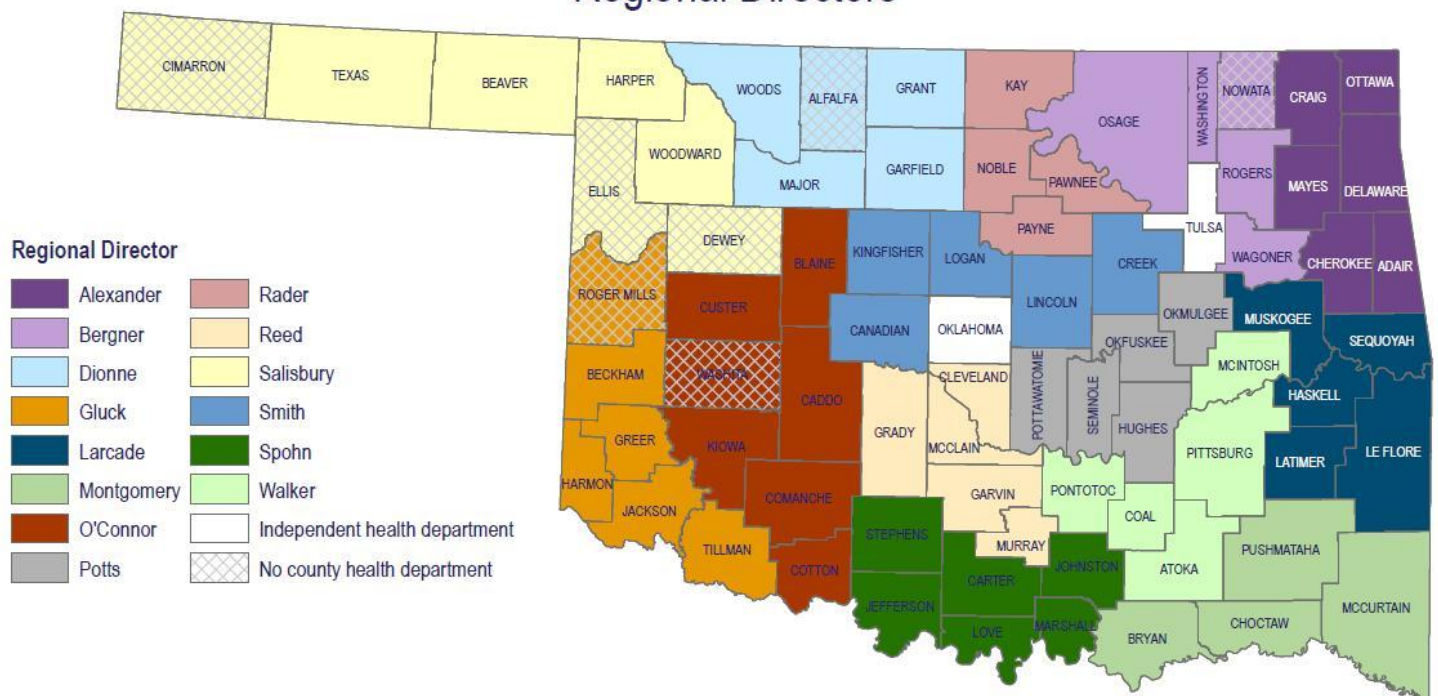 Regional Directors
CIMARRON
TEXAS
BEAVER
HARPER
WOODS
ALFALFA
GRANT
KAY
OSAGE
WASHINGTON
NOWATA
CRAIG
OTTAWA
ELLIS
WOODWARD
MAJOR
GARFIELD
NOBLE
PAWNEE
ROGERS
MAYES
DELAWARE
DEWEY
BLAINE
KINGFISHER
LOGAN
PAYNE
CREEK
TULSA
WAGONER
CHEROKEE
ADAIR
ROGER MILLS
CUSTER
CANADIAN
OKLAHOMA
LINCOLN
OKMULGEE
MUSKOGEE
SEQUOYAH
OKFUSKEE
BECKHAM
WASHITA
CADDO
CLEVELAND
POTTAWATOMIE
SEMINOLE
MCINTOSH
HASKELL
GREER
KIOWA
GRADY
MCCLAIN
HUGHES
PITTSBURG
LATIMER
LE FLORE
HARMON
JACKSON
COMANCHE
GARVIN
PONTOTOC
COAL
TILLMAN
COTTON
STEPHENS
MURRAY
JOHNSTON
ATOKA
PUSHMATAHA
JEFFERSON
CARTER
LOVE
MARSHALL
BRYAN
CHOCTAW
MCCURTAIN
Regional Director
Alexander
Bergner
Dionne
Gluck
Larcade
Montgomery
O'Connor
Potts
Rader
Reed
Salisbury
Smith
Spohn
Walker
Independent health department
No county health department